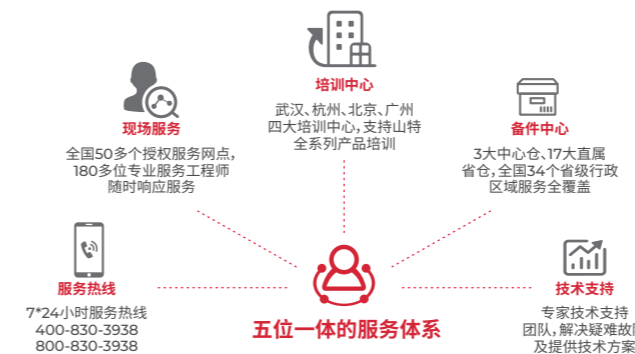 培训中心
武汉、杭州、北京、广州
四大培训中心，支持山特
全系列产品培训
现场服务
全国50多个授权服务网点，
180多位专业服务工程师
随时响应服务
备件中心
3大中心仓、17大直属
省仓，全国34个省级行政
区域服务全覆盖
服务热线
7*24小时服务热线
400-830-3938
800-830-3938
五位一体的服务体系
技术支持
专家技术支持
团队，解决疑难故障
及提供技术方案